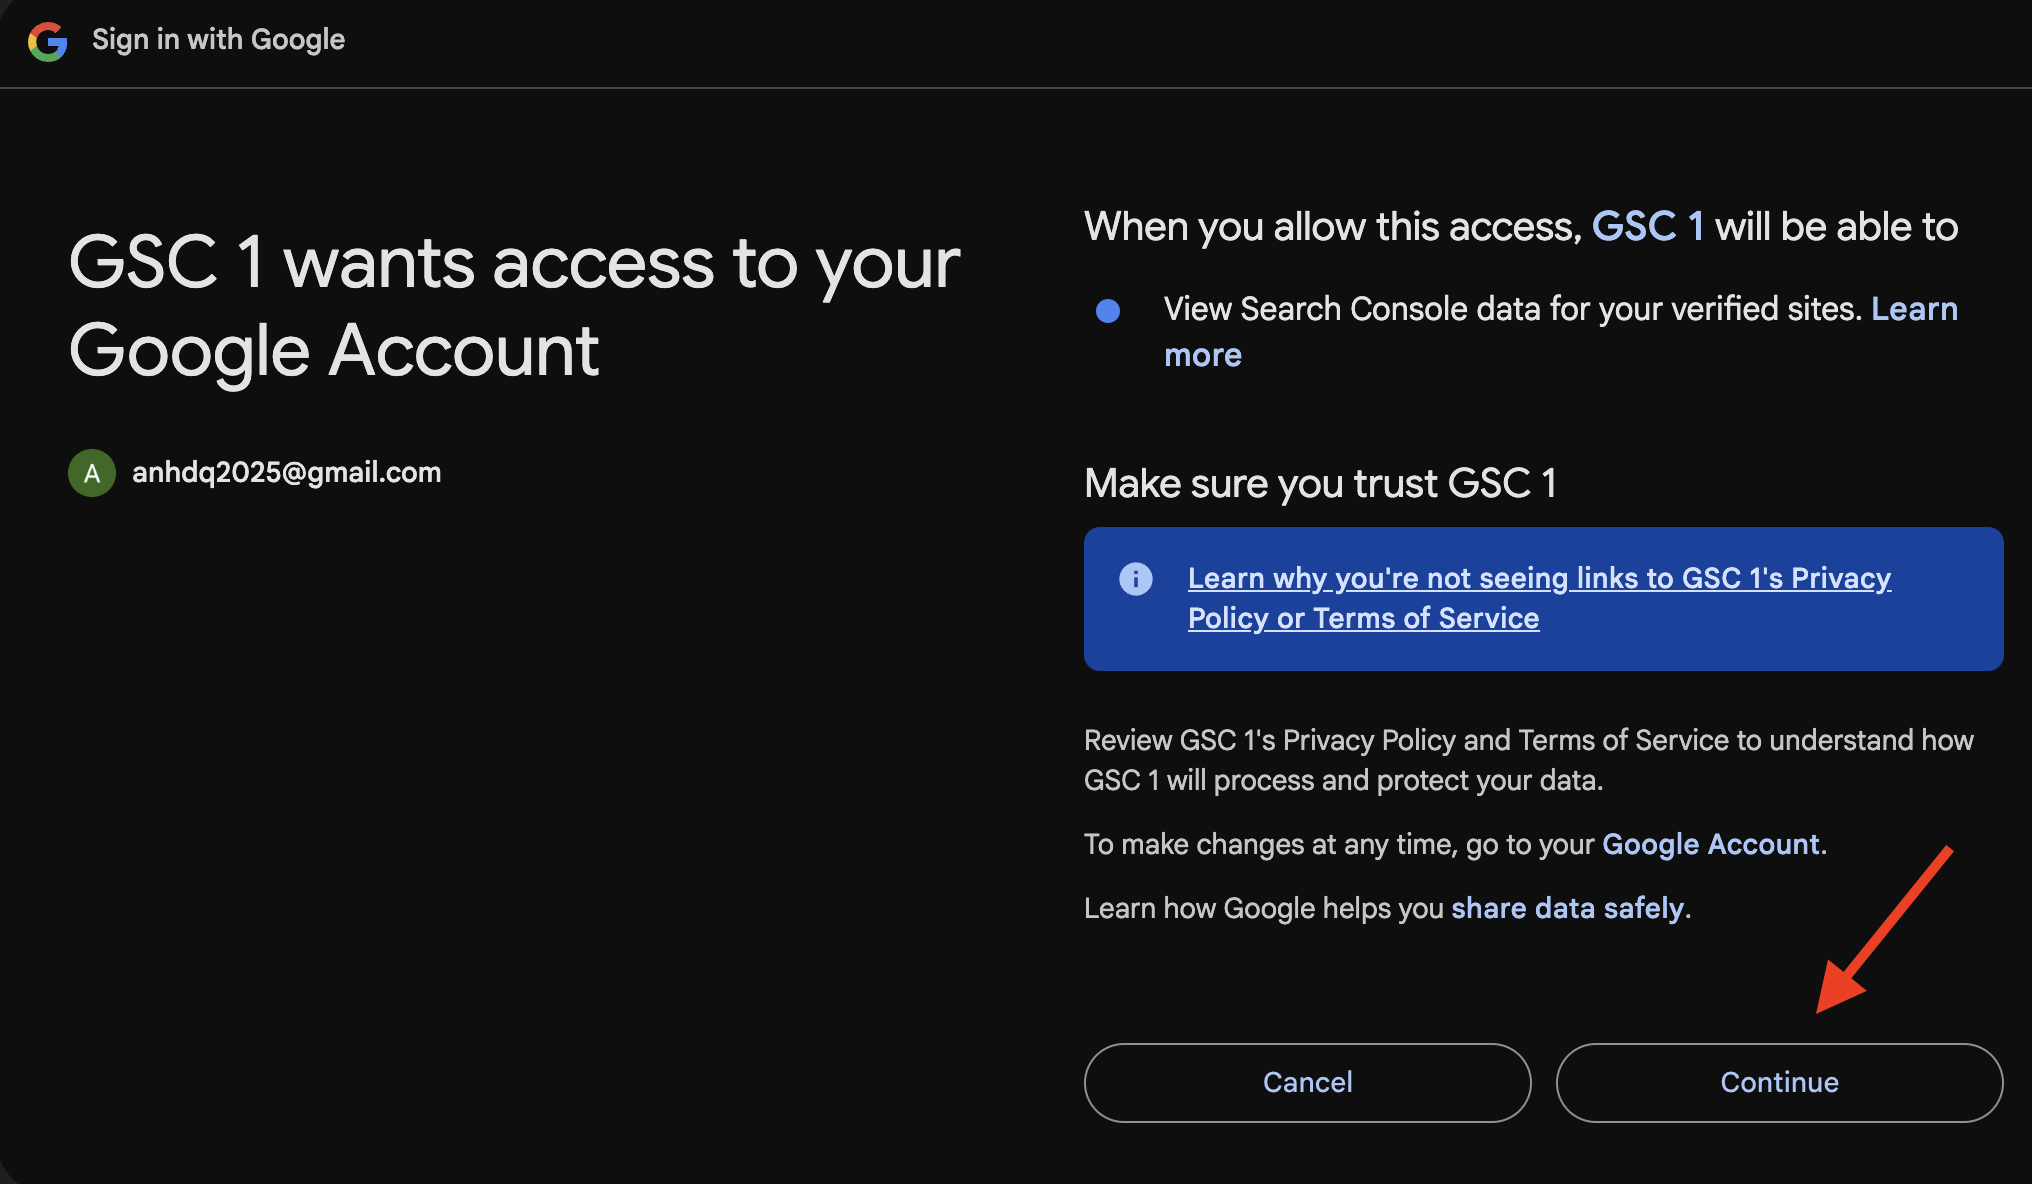 Sign in with Google
GSC 1 wants access to your
Google Account
A anhdq2025@gmail.com
When you allow this access, GSC 1 will be able to
View Search Console data for your verified sites. Learn
more
Make sure you trust GSC 1
Learn why you're not seeing links to GSC 1's Privacy
Policy or Terms of Service
Review GSC 1's Privacy Policy and Terms of Service to understand how
GSC 1 will process and protect your data.
To make changes at any time, go to your Google Account.
Learn how Google helps you share data safely.
Cancel
Continue